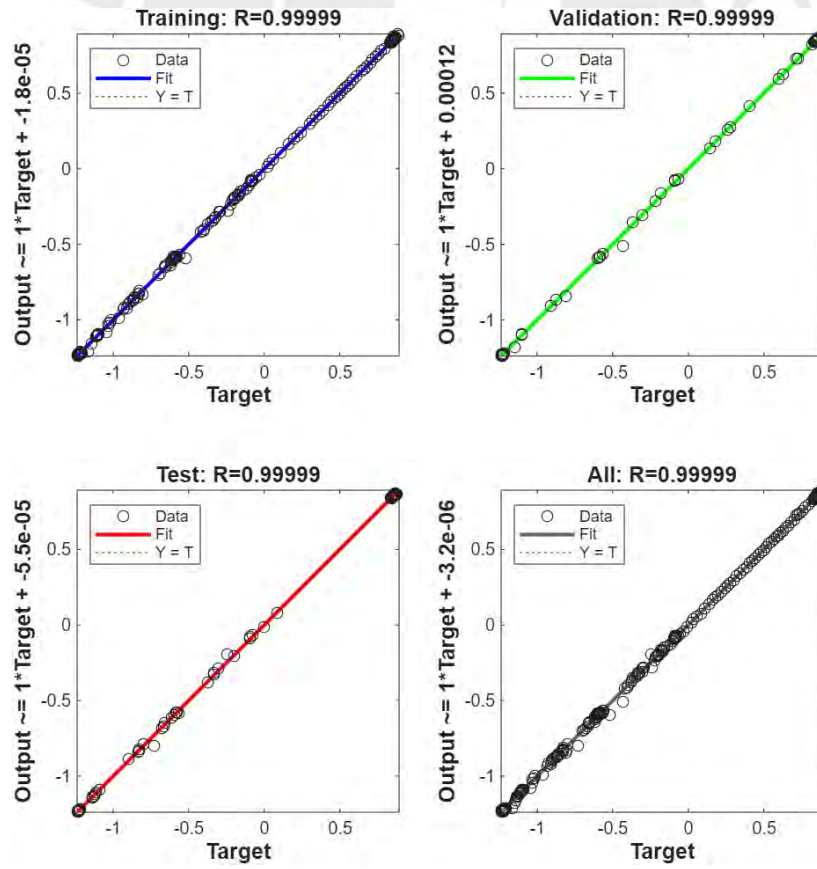 Training: R=0.99999
Output ~= 1*Target + -1.8e-05
Data
Fit
Y = T
0.5
0
-0.5
-1
-1
-0.5
0
0.5
Target
Validation: R=0.99999
Output ~= 1*Target + 0.00012
Data
Fit
Y = T
0.5
0
-0.5
-1
-1
-0.5
0
0.5
Target
Test: R=0.99999
Output ~= 1*Target + -5.5e-05
Data
Fit
Y = T
0.5
0
-0.5
-1
-1
-0.5
0
0.5
Target
All: R=0.99999
Output ~= 1*Target + -3.2e-06
Data
Fit
Y = T
0.5
0
-0.5
-1
-1
-0.5
0
0.5
Target